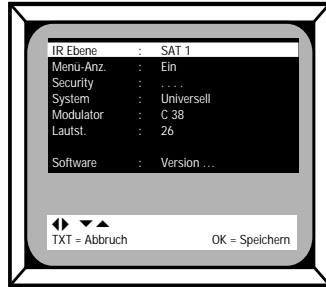 IR Ebene : SAT 1
Menü-Anz. : Ein
Security : . . . .
System : Universell
Modulator : C 38
Lautst. : 26
Software : Version ...
TXT = Abbruch OK = Speichern